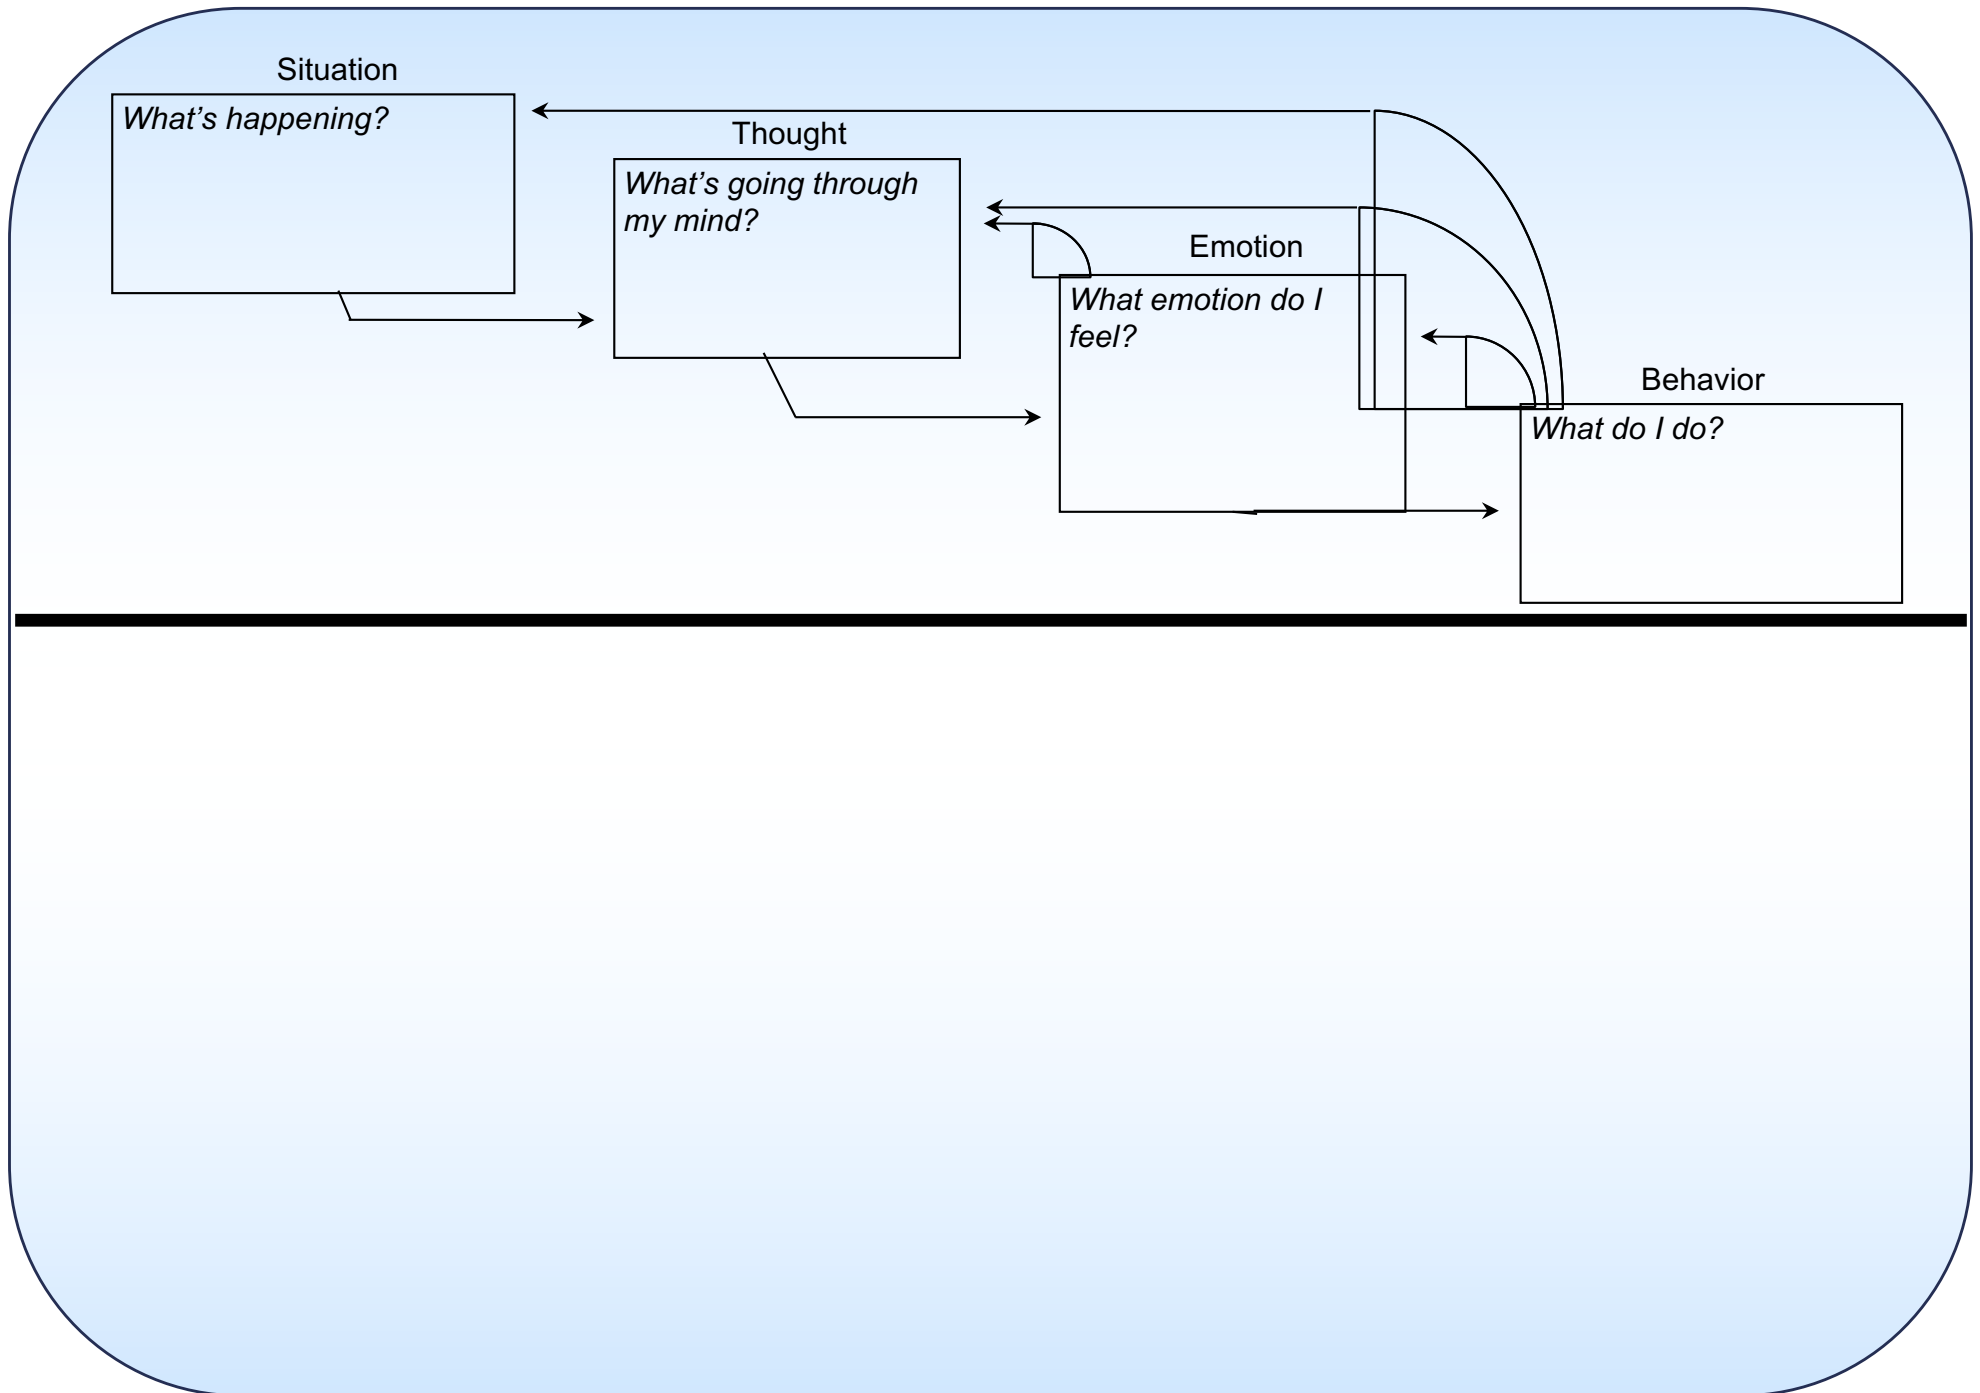 Situation
What’s happening?
Thought
What’s going through
my mind?
Emotion
What emotion do I
feel?
Behavior
What do I do?